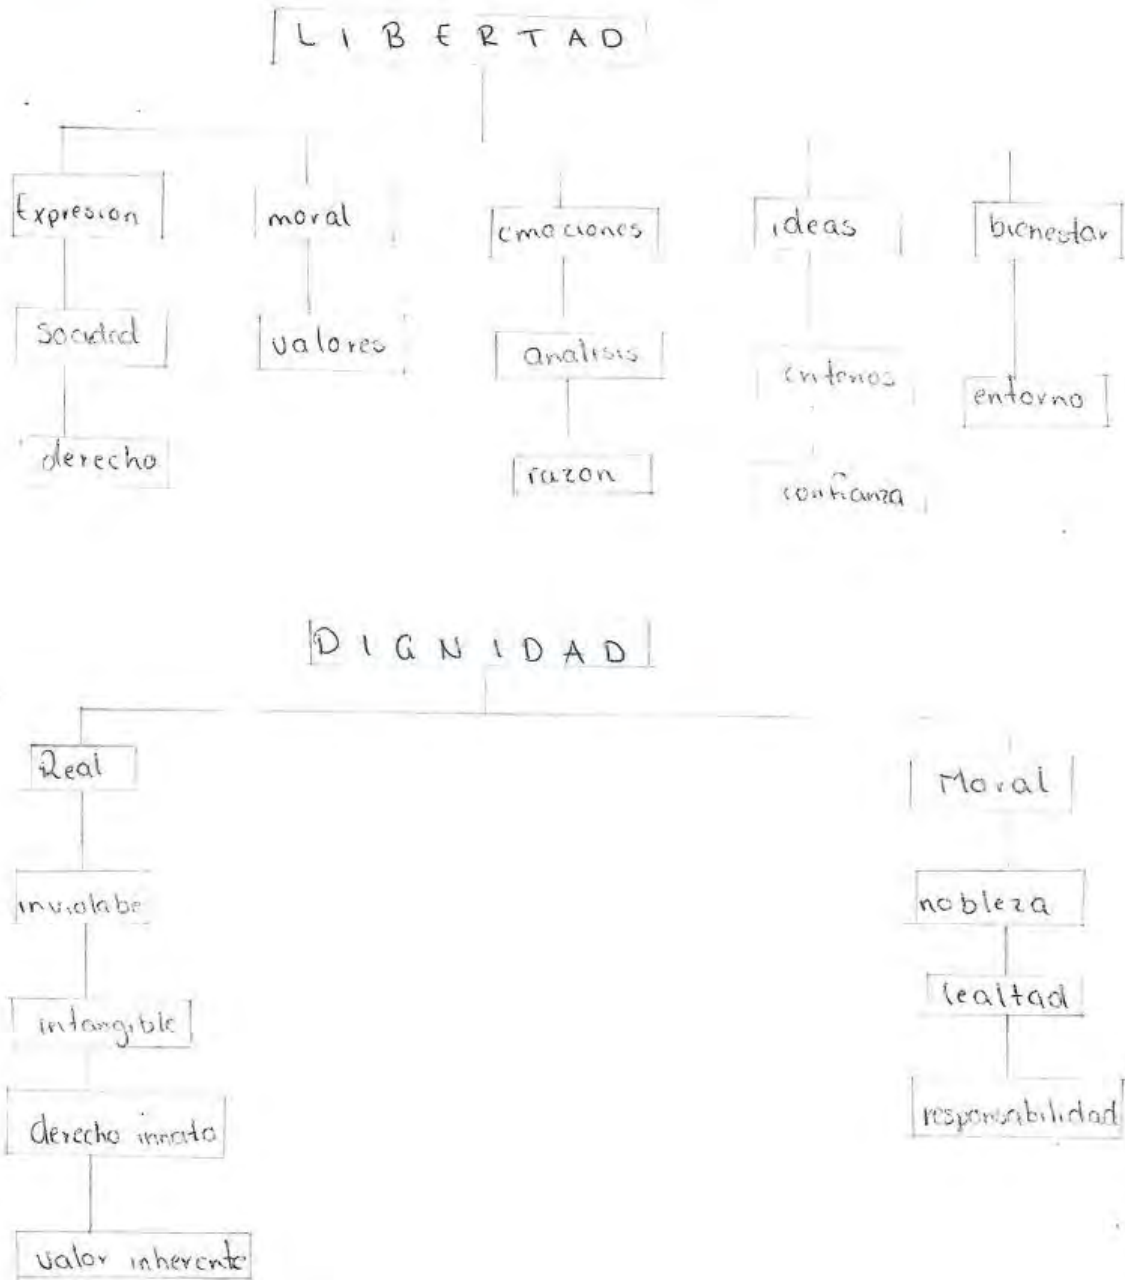 LIBERTAD
Expresion moral emociones ideas bienestar
Sociedad valores analisis criterios entorno
derecho razon confianza
DIGNIDAD
Real Moral
inviolabe nobleza
intangible lealtad
derecho innato responsabilidad
valor inherente